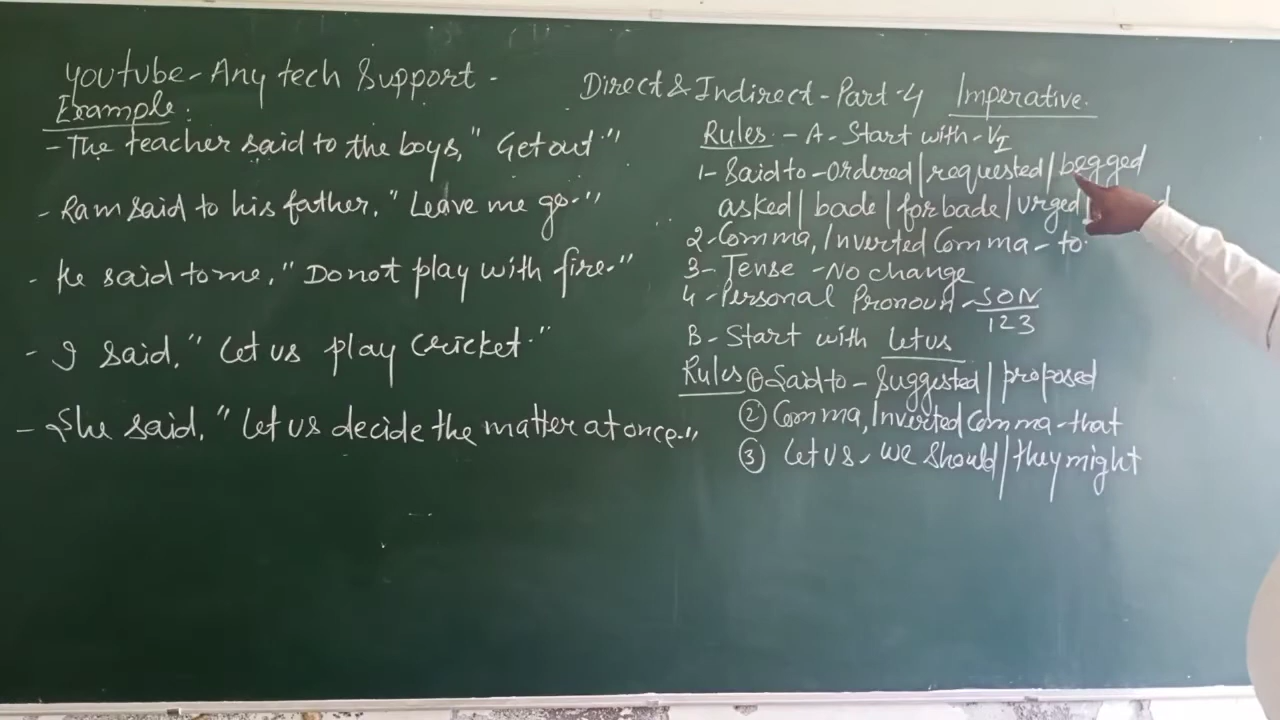 Youtube - Any tech Support -
Direct & Indirect - Part-4 Imperative.
Example:
- The teacher said to the boys, "Get out."
- Ram said to his father, "Leave me go."
- He said to me, "Do not play with fire."
- I said, "Let us play cricket."
- She said, "Let us decide the matter at once."
Rules - A - Start with - V1
1- Said to - Ordered | requested | begged
asked | bade | forbade | urged |
2- Comma, Inverted Comma - to.
3- Tense - No change
4- Personal Pronoun - SON
123
B- Start with Let us
Rules ① Said to - Suggested | proposed
② Comma, Inverted Comma - that
③ Let us - we should | they might